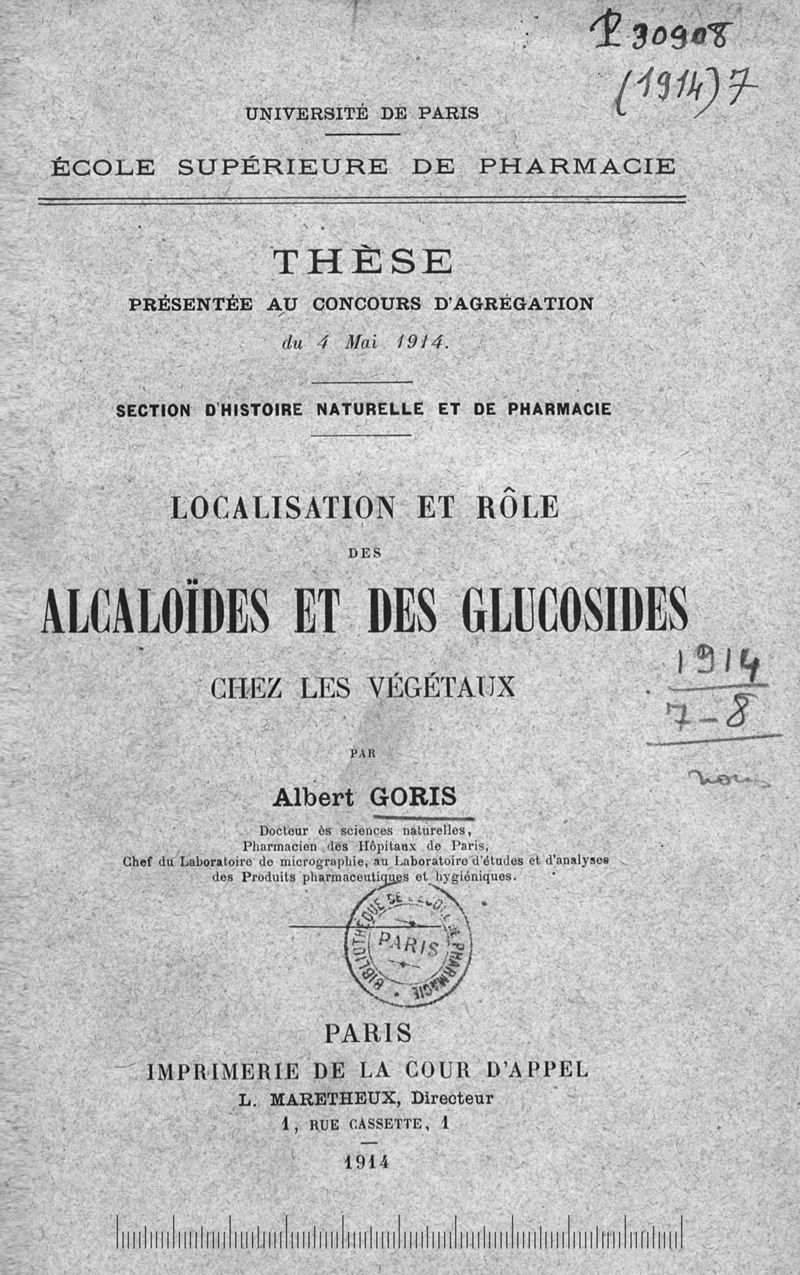 P 30908
(1914) 7
UNIVERSITÉ DE PARIS
ÉCOLE SUPÉRIEURE DE PHARMACIE
THÈSE
PRÉSENTÉE AU CONCOURS D'AGRÉGATION
du 4 Mai 1914.
SECTION D'HISTOIRE NATURELLE ET DE PHARMACIE
LOCALISATION ET RÔLE
DES
ALCALOÏDES ET DES GLUCOSIDES
CHEZ LES VÉGÉTAUX
1914
7-8
PAR
Albert GORIS
Docteur ès sciences naturelles,
Pharmacien des Hôpitaux de Paris,
Chef du Laboratoire de micrographie, au Laboratoire d'études et d'analyses
des Produits pharmaceutiques et hygiéniques.
BIBLIOTHÈQUE DE L'ECOLE DE PHARMACIE
PARIS
PARIS
IMPRIMERIE DE LA COUR D'APPEL
L. MARETHEUX, Directeur
1, RUE CASSETTE, 1
1914